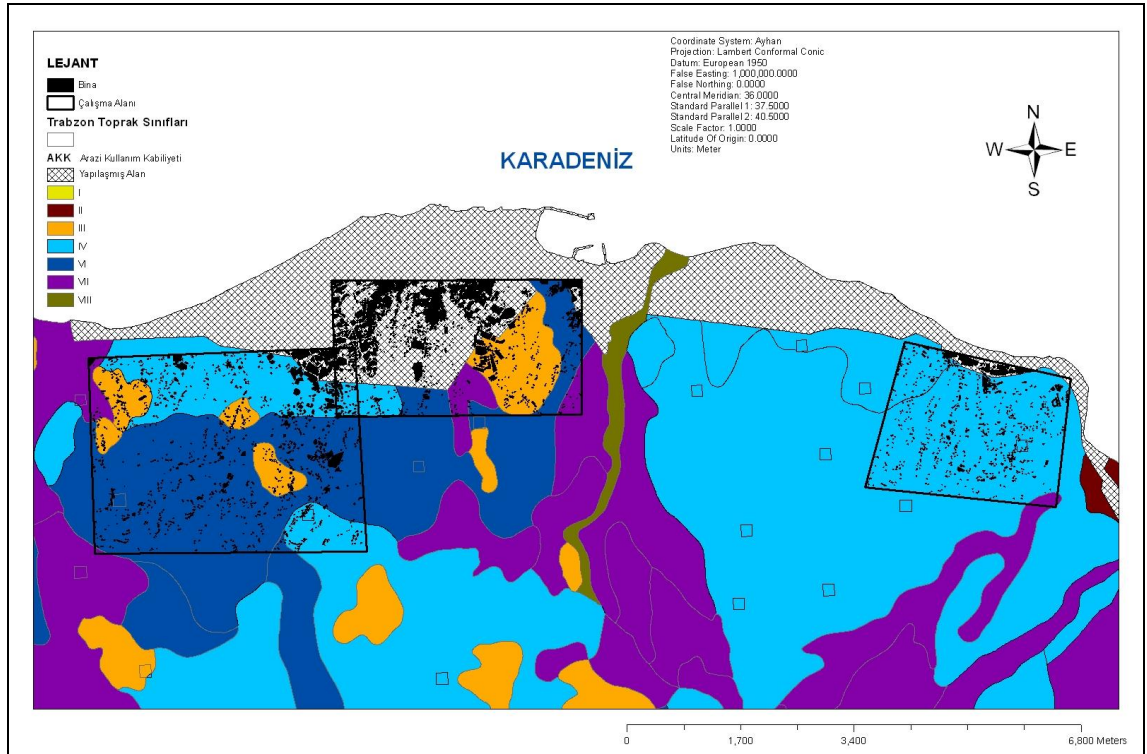 LEJANT
Bina
Çalışma Alanı
Trabzon Toprak Sınıfları
AKK Arazi Kullanım Kabiliyeti
Yapılaşmış Alan
I
II
III
IV
VI
VII
VIII
Coordinate System: Ayhan
Projection: Lambert Conformal Conic
Datum: European 1950
False Easting: 1,000,000.0000
False Northing: 0.0000
Central Meridian: 36.0000
Standard Parallel 1: 37.5000
Standard Parallel 2: 40.5000
Scale Factor: 1.0000
Latitude Of Origin: 0.0000
Units: Meter
KARADENİZ
N
W E
S
0 1,700 3,400 6,800 Meters